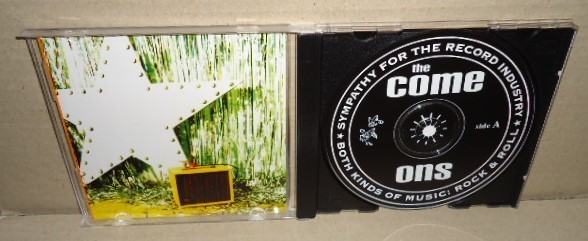 SYMPATHY FOR THE RECORD INDUSTRY
the
come
side A
ons
BOTH KINDS OF MUSIC: ROCK & ROLL